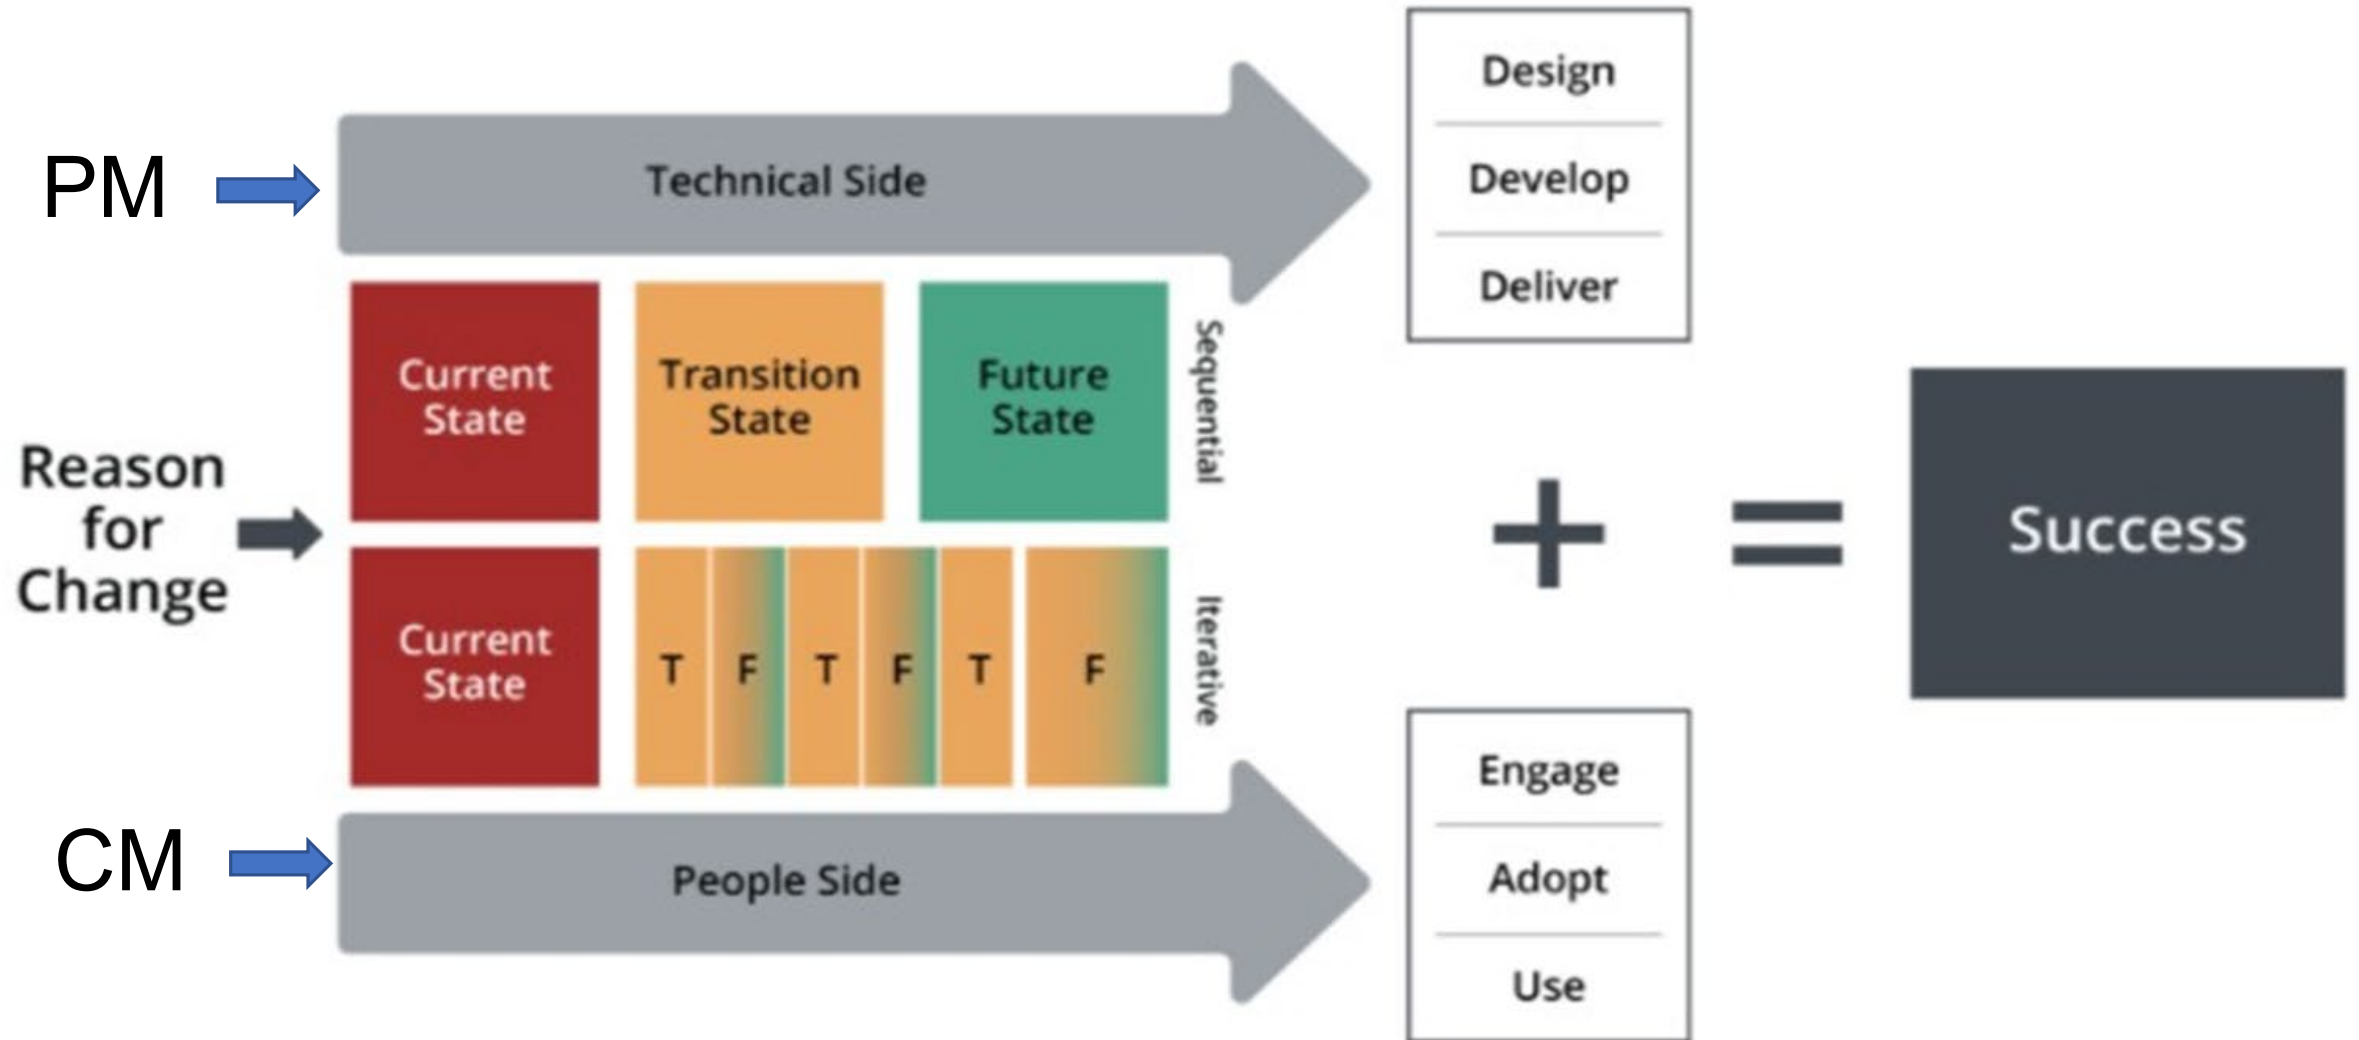 PM
Technical Side
Design
Develop
Deliver
Current
State
Transition
State
Future
State
Sequential
Reason
for
Change
Current
State
T
F
T
F
T
F
Iterative
+
=
Success
CM
People Side
Engage
Adopt
Use